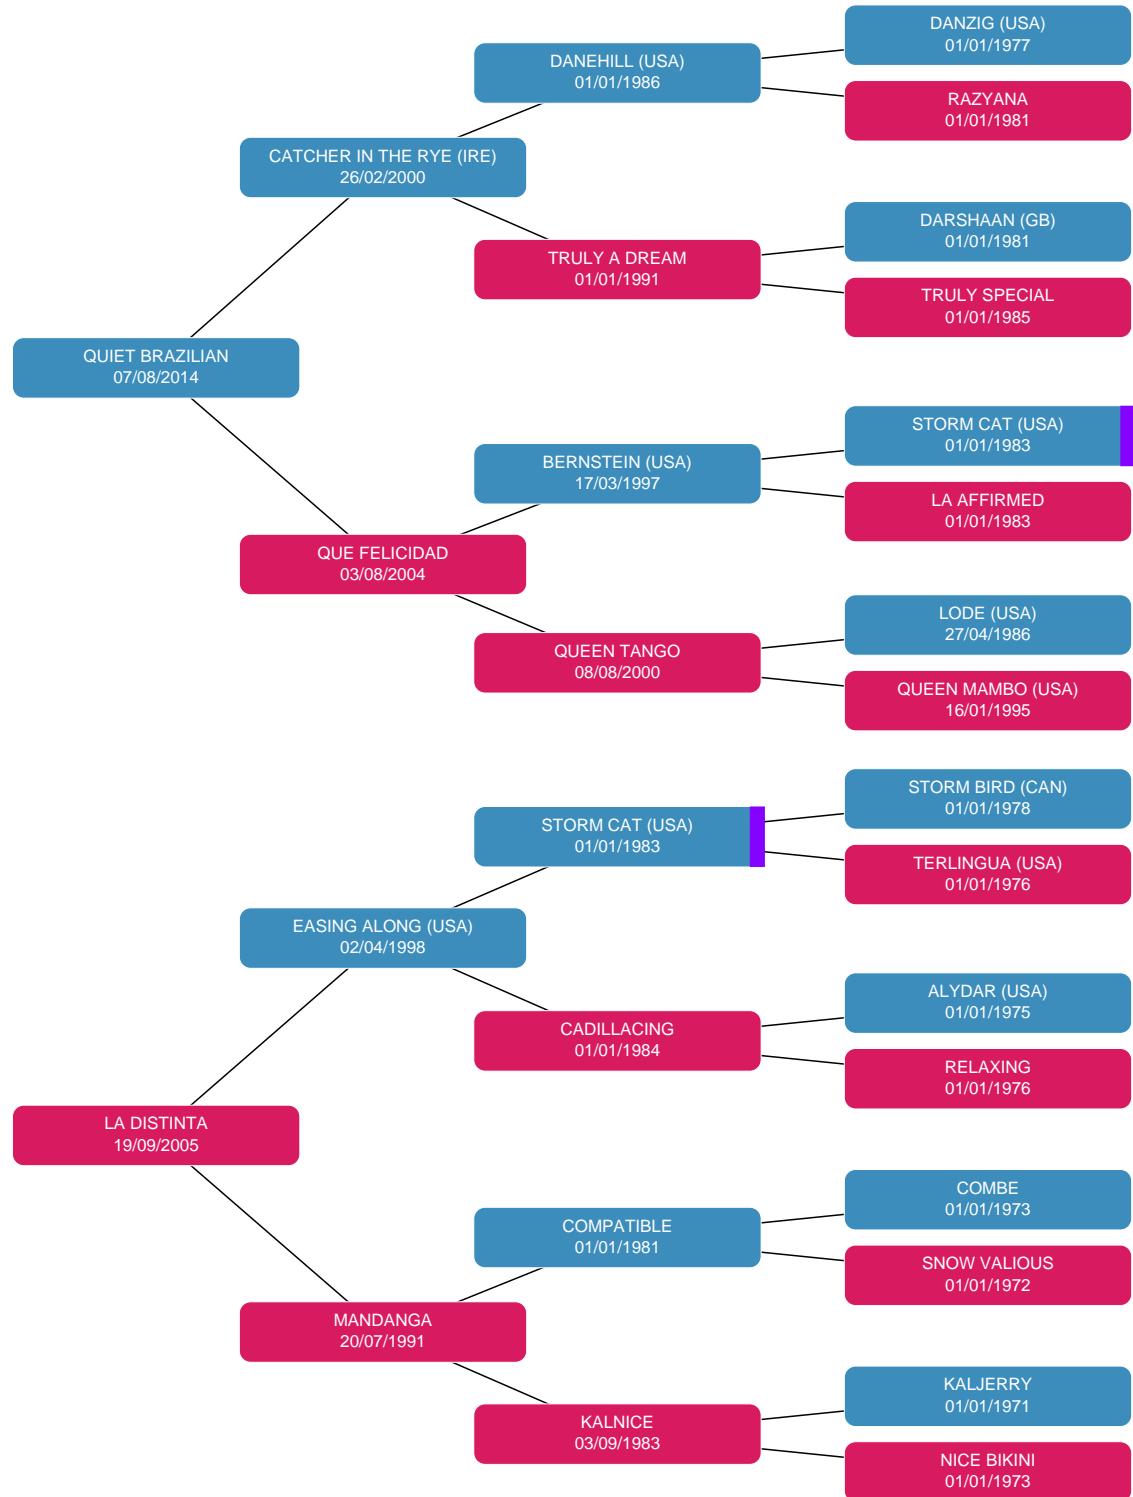 DANZIG (USA)
01/01/1977
DANEHILL (USA)
01/01/1986
RAZYANA
01/01/1981
CATCHER IN THE RYE (IRE)
26/02/2000
DARSHAAN (GB)
01/01/1981
TRULY A DREAM
01/01/1991
TRULY SPECIAL
01/01/1985
QUIET BRAZILIAN
07/08/2014
STORM CAT (USA)
01/01/1983
BERNSTEIN (USA)
17/03/1997
LA AFFIRMED
01/01/1983
QUE FELICIDAD
03/08/2004
LODE (USA)
27/04/1986
QUEEN TANGO
08/08/2000
QUEEN MAMBO (USA)
16/01/1995
STORM BIRD (CAN)
01/01/1978
STORM CAT (USA)
01/01/1983
TERLINGUA (USA)
01/01/1976
EASING ALONG (USA)
02/04/1998
ALYDAR (USA)
01/01/1975
CADILLACING
01/01/1984
RELAXING
01/01/1976
LA DISTINTA
19/09/2005
COMBE
01/01/1973
COMPATIBLE
01/01/1981
SNOW VALIOUS
01/01/1972
MANDANGA
20/07/1991
KALJERRY
01/01/1971
KALNICE
03/09/1983
NICE BIKINI
01/01/1973